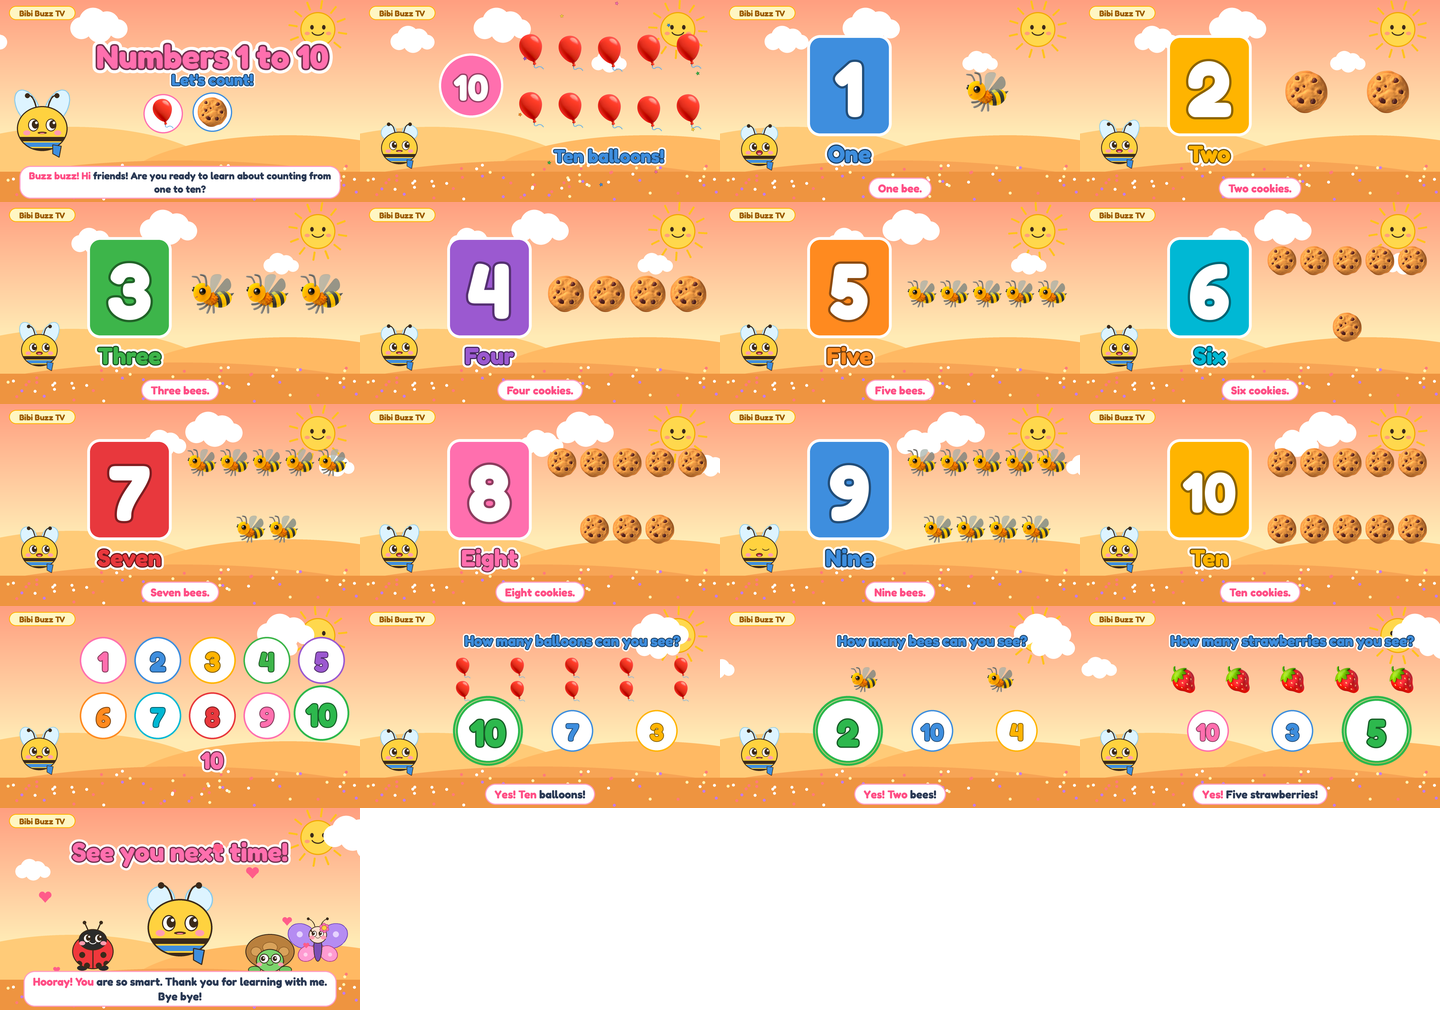 Bibi Buzz TV
Numbers 1 to 10
Let's count!
Buzz buzz! Hi friends! Are you ready to learn about counting from
one to ten?
Bibi Buzz TV
10
Ten balloons!
Bibi Buzz TV
1
One
One bee.
Bibi Buzz TV
2
Two
Two cookies.
Bibi Buzz TV
3
Three
Three bees.
Bibi Buzz TV
4
Four
Four cookies.
Bibi Buzz TV
5
Five
Five bees.
Bibi Buzz TV
6
Six
Six cookies.
Bibi Buzz TV
7
Seven
Seven bees.
Bibi Buzz TV
8
Eight
Eight cookies.
Bibi Buzz TV
9
Nine
Nine bees.
Bibi Buzz TV
10
Ten
Ten cookies.
Bibi Buzz TV
1 2 3 4 5
6 7 8 9 10
10
Bibi Buzz TV
How many balloons can you see?
10 7 3
Yes! Ten balloons!
Bibi Buzz TV
How many bees can you see?
2 10 4
Yes! Two bees!
Bibi Buzz TV
How many strawberries can you see?
10 3 5
Yes! Five strawberries!
Bibi Buzz TV
See you next time!
Hooray! You are so smart. Thank you for learning with me.
Bye bye!